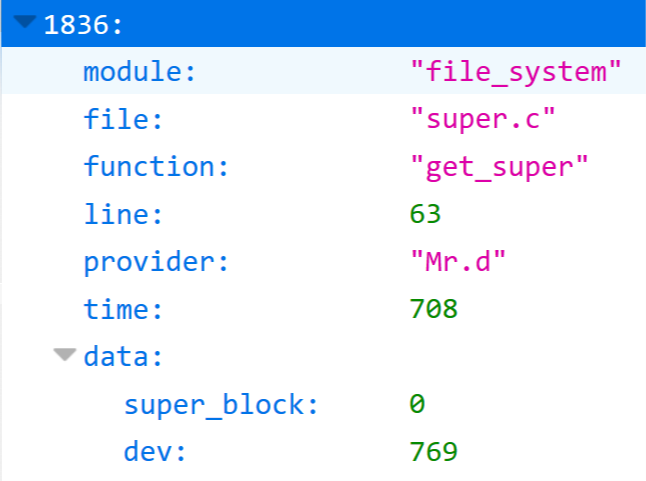 1836:
module: "file_system"
file: "super.c"
function: "get_super"
line: 63
provider: "Mr.d"
time: 708
data:
super_block: 0
dev: 769